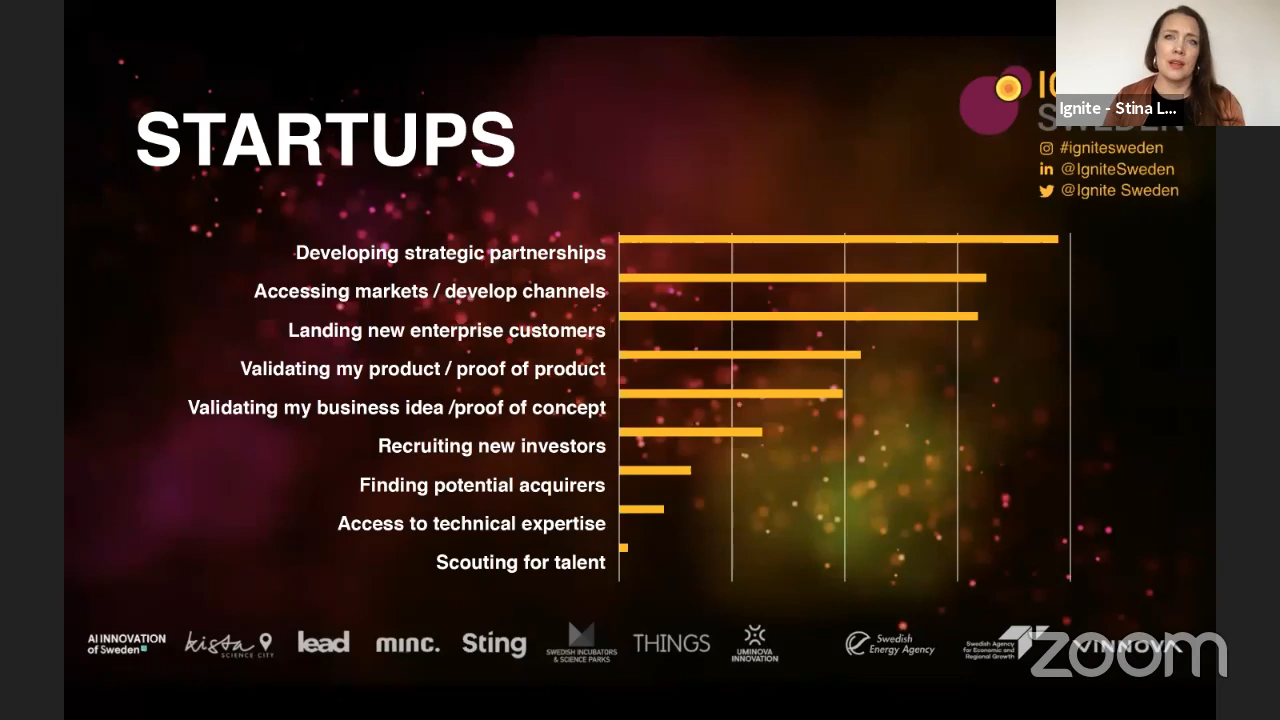 Ignite - Stina L...
STARTUPS
#ignitesweden
@IgniteSweden
@Ignite Sweden
Developing strategic partnerships
Accessing markets / develop channels
Landing new enterprise customers
Validating my product / proof of product
Validating my business idea /proof of concept
Recruiting new investors
Finding potential acquirers
Access to technical expertise
Scouting for talent
AI INNOVATION
of Sweden
kista
SCIENCE CITY
lead
minc.
Sting
SWEDISH INCUBATORS
& SCIENCE PARKS
THINGS
UMINOVA
INNOVATION
Swedish
Energy Agency
Swedish Agency
for Economic and
Regional Growth
VINNOVA
zoom